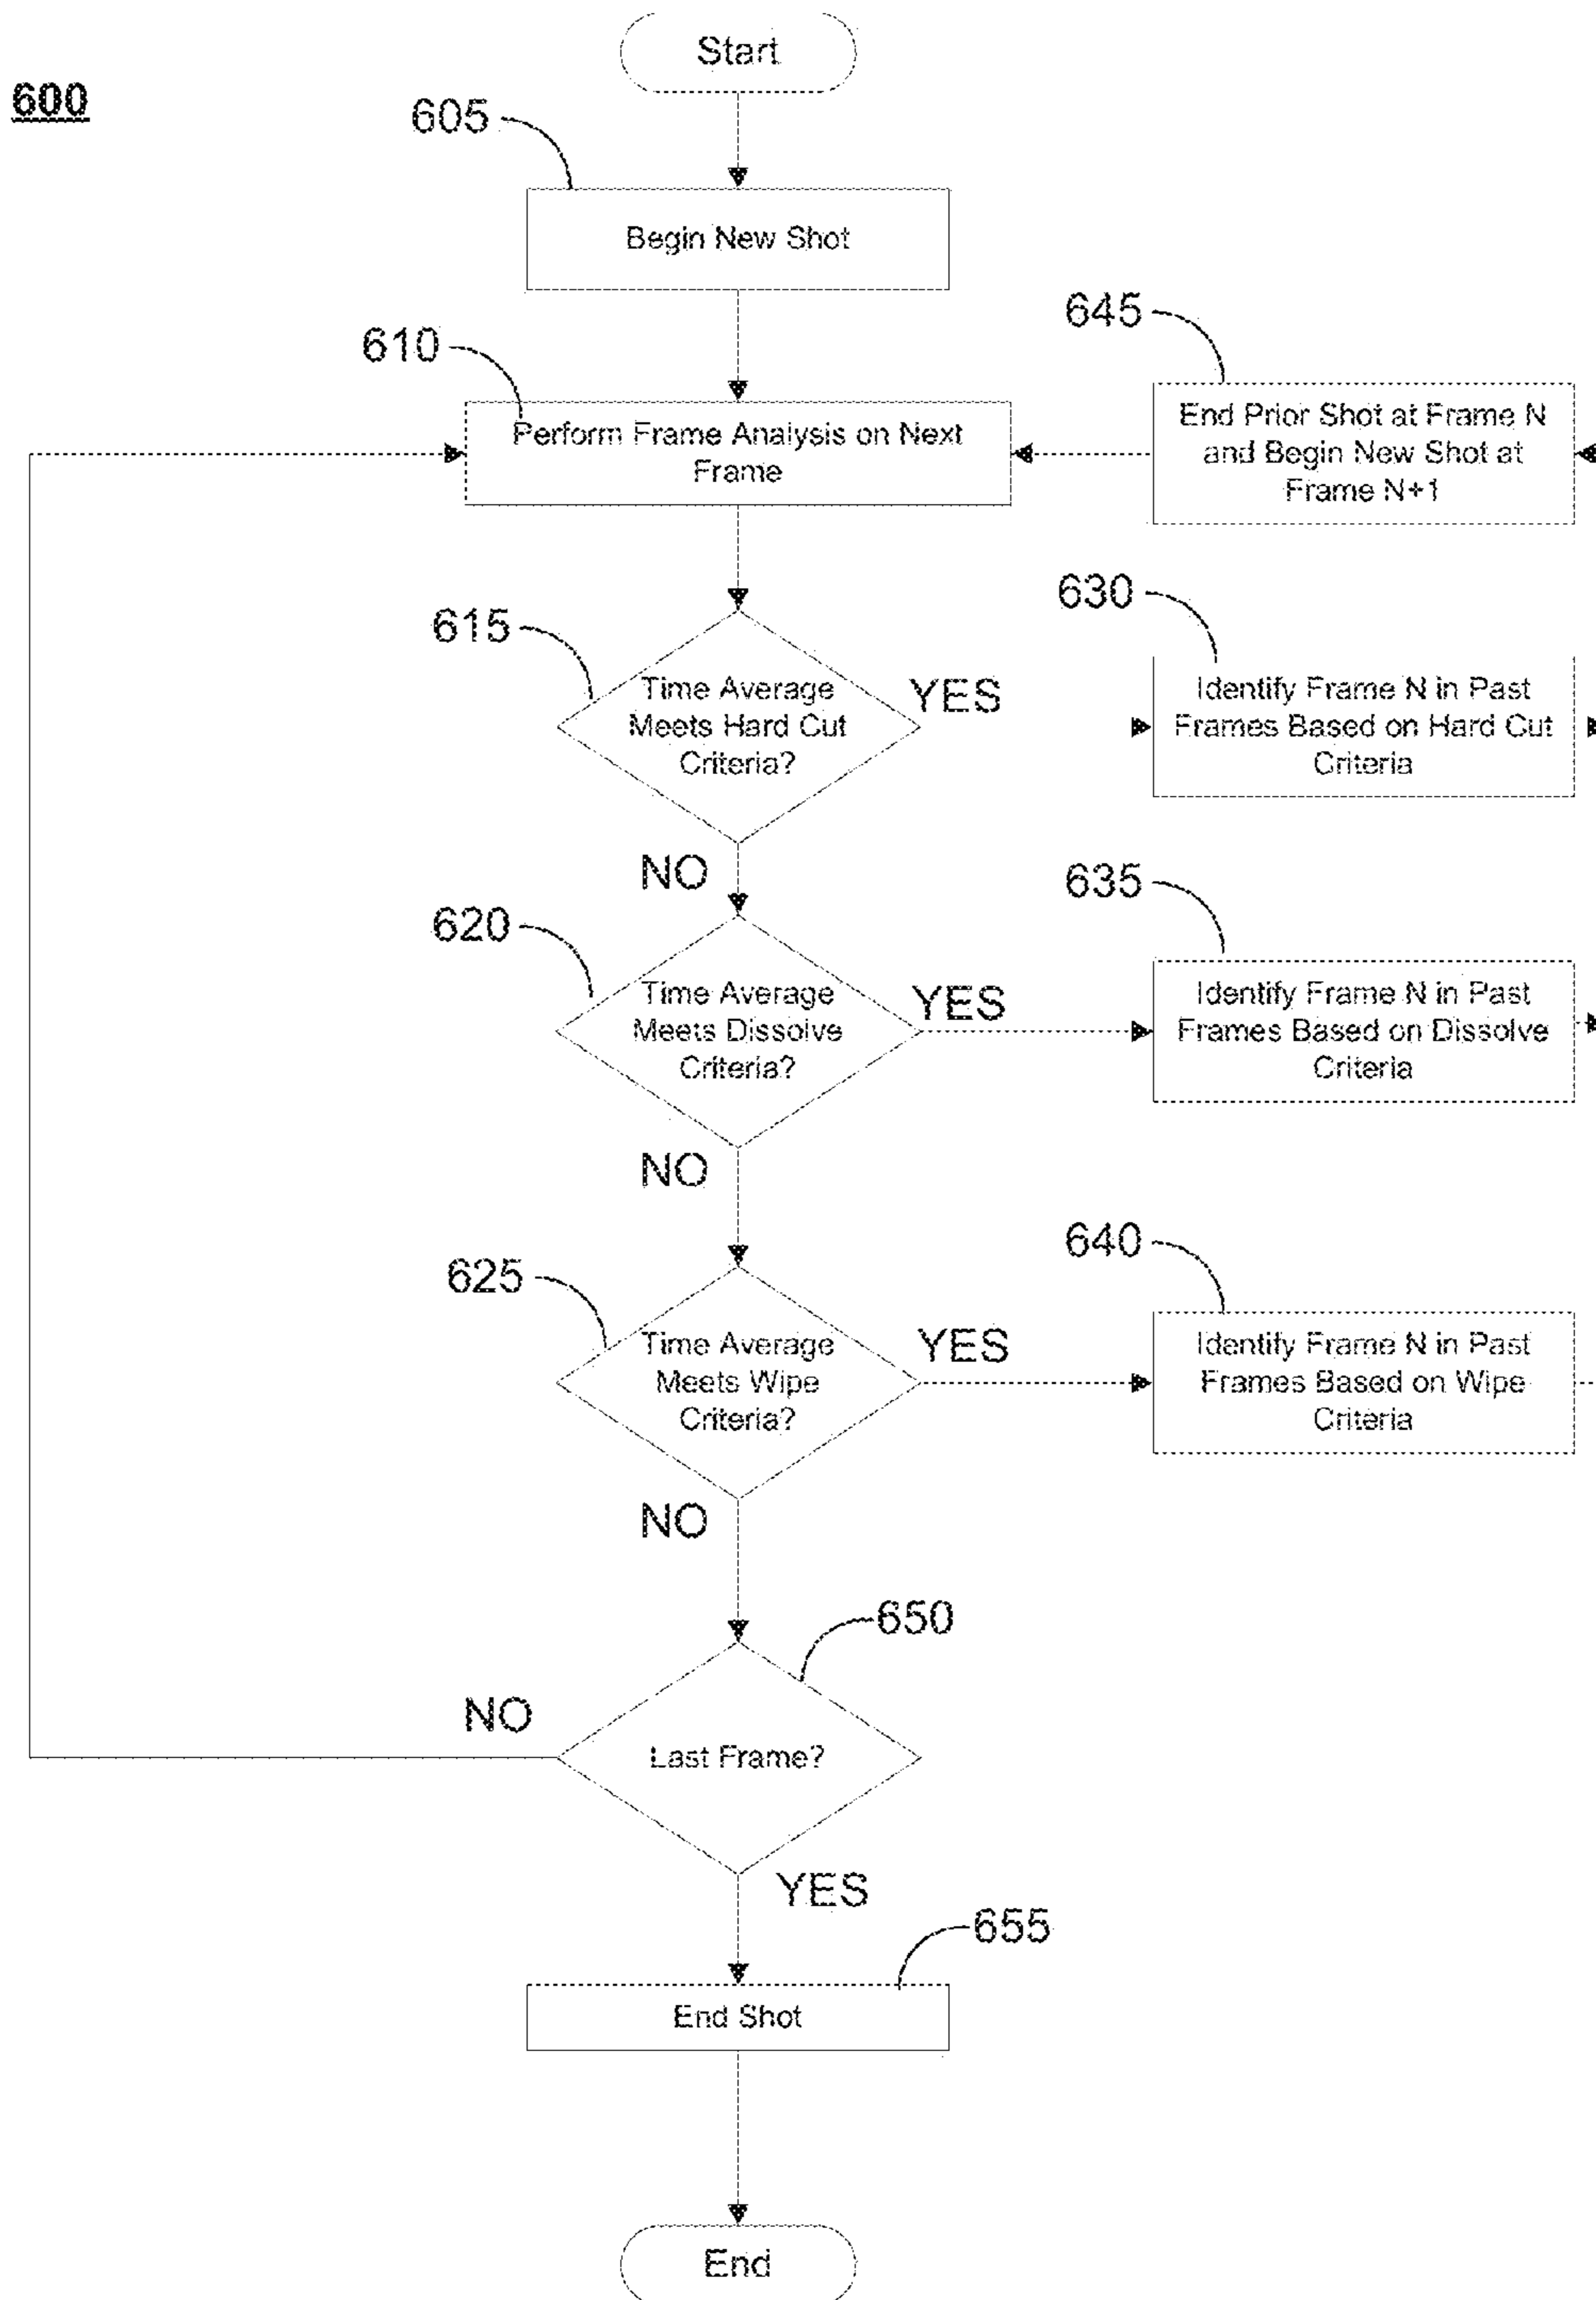 Start
600
605
Begin New Shot
645
610
End Prior Shot at Frame N
and Begin New Shot at
Frame N+1
Perform Frame Analysis on Next
Frame
630
615
Time Average
Meets Hard Cut
Criteria?
YES
Identify Frame N in Past
Frames Based on Hard Cut
Criteria
NO
635
620
Time Average
Meets Dissolve
Criteria?
YES
Identify Frame N in Past
Frames Based on Dissolve
Criteria
NO
640
625
Time Average
Meets Wipe
Criteria?
YES
Identify Frame N in Past
Frames Based on Wipe
Criteria
NO
650
NO
Last Frame?
YES
655
End Shot
End